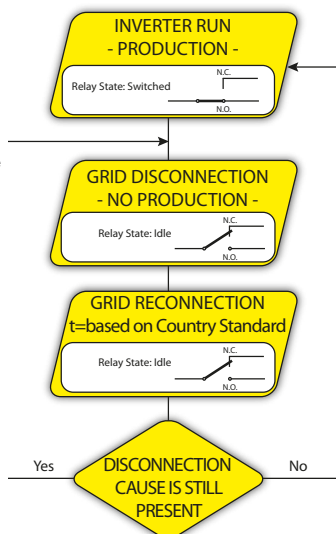 INVERTER RUN
- PRODUCTION -
N.C.
Relay State: Switched
N.O.
GRID DISCONNECTION
- NO PRODUCTION -
N.C.
Relay State: Idle
N.O.
GRID RECONNECTION
t=based on Country Standard
N.C.
Relay State: Idle
N.O.
Yes
No
DISCONNECTION
CAUSE IS STILL
PRESENT